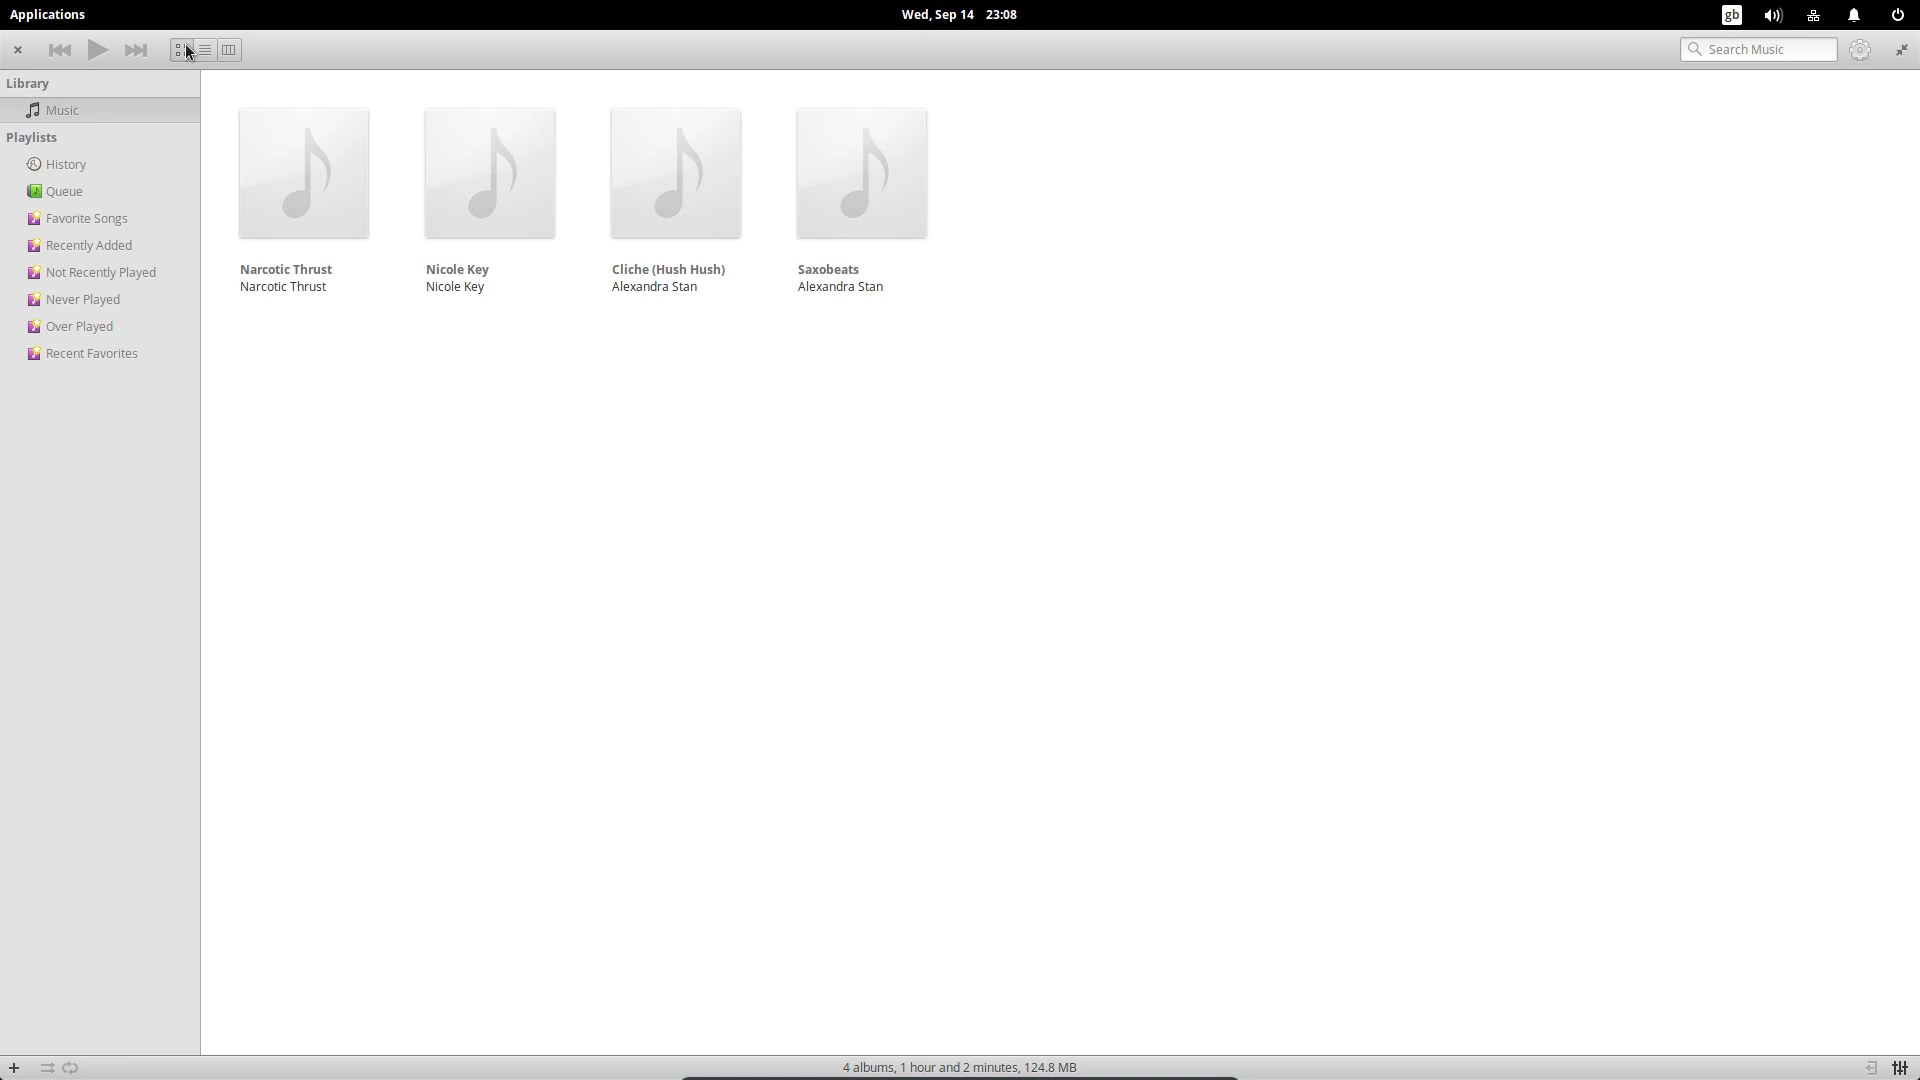 Applications
Wed, Sep 14 23:08
gb
Search Music
Library
Music
Playlists
History
Queue
Favorite Songs
Recently Added
Not Recently Played
Never Played
Over Played
Recent Favorites
Narcotic Thrust
Narcotic Thrust
Nicole Key
Nicole Key
Cliche (Hush Hush)
Alexandra Stan
Saxobeats
Alexandra Stan
4 albums, 1 hour and 2 minutes, 124.8 MB